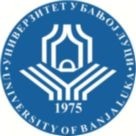 УНИВЕРЗИТЕТ У БАЊОЈ ЛУЦИ
1975
UNIVERSITY OF BANJA LUKA